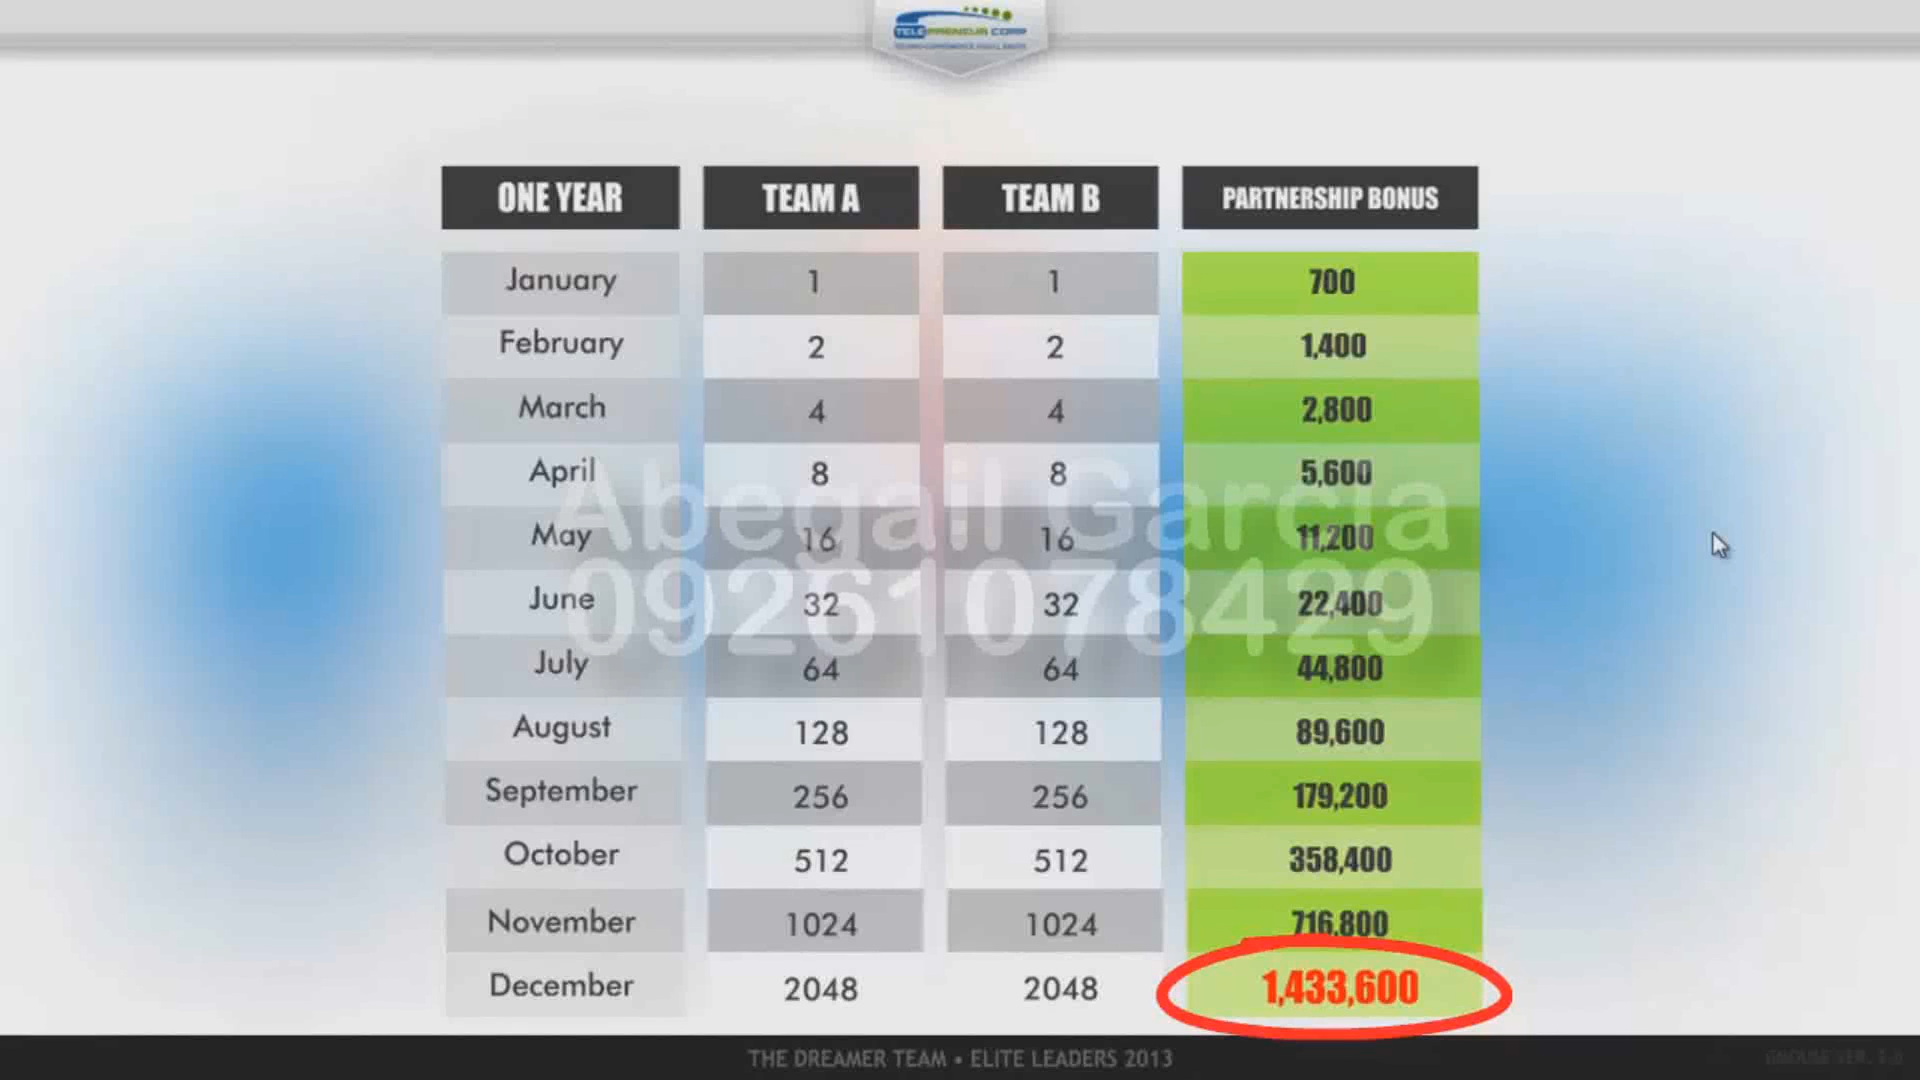 TELEPRENEUR CORP
ONE YEAR TEAM A TEAM B PARTNERSHIP BONUS
January 1 1 700
February 2 2 1,400
March 4 4 2,800
April 8 8 5,600
May 16 16 11,200
June 32 32 22,400
July 64 64 44,800
August 128 128 89,600
September 256 256 179,200
October 512 512 358,400
November 1024 1024 716,800
December 2048 2048 1,433,600
Abegail Garcia
09261078429
THE DREAMER TEAM • ELITE LEADERS 2013